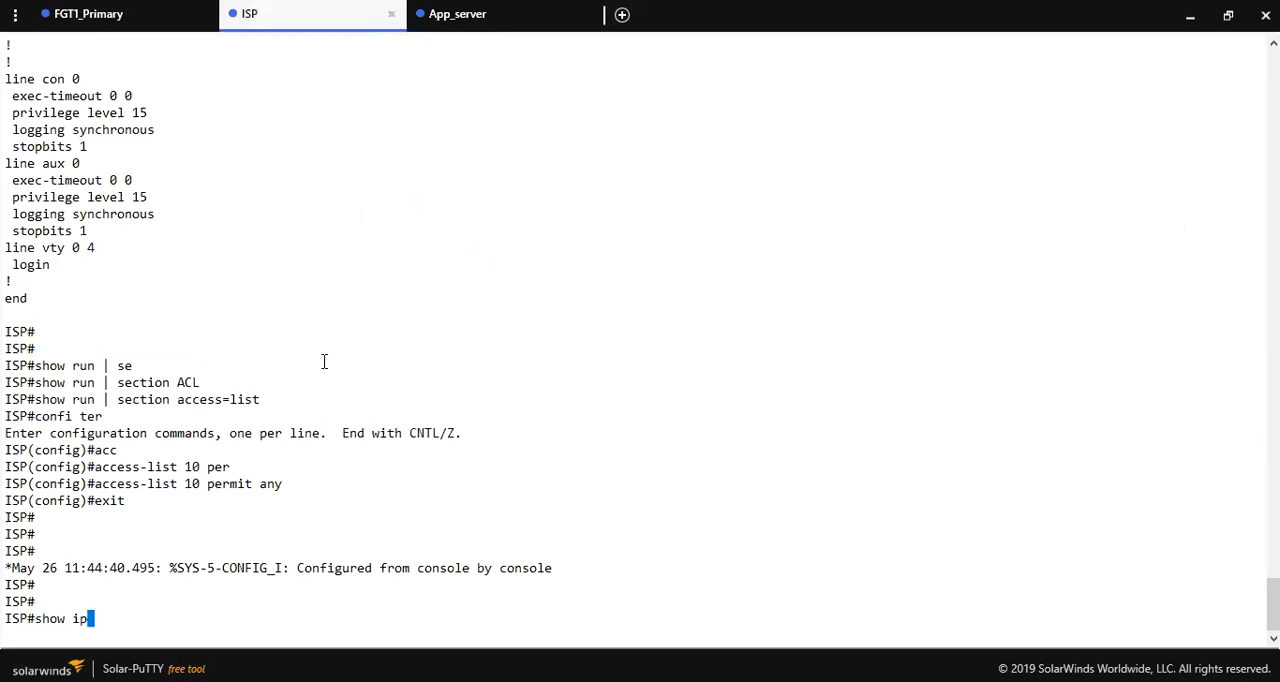 FGT1_Primary
ISP
App_server
!
!
line con 0
 exec-timeout 0 0
 privilege level 15
 logging synchronous
 stopbits 1
line aux 0
 exec-timeout 0 0
 privilege level 15
 logging synchronous
 stopbits 1
line vty 0 4
 login
!
end

ISP#
ISP#
ISP#show run | se
ISP#show run | section ACL
ISP#show run | section access=list
ISP#confi ter
Enter configuration commands, one per line.  End with CNTL/Z.
ISP(config)#acc
ISP(config)#access-list 10 per
ISP(config)#access-list 10 permit any
ISP(config)#exit
ISP#
ISP#
ISP#
*May 26 11:44:40.495: %SYS-5-CONFIG_I: Configured from console by console
ISP#
ISP#
ISP#show ip
solarwinds
Solar-PuTTY free tool
© 2019 SolarWinds Worldwide, LLC. All rights reserved.